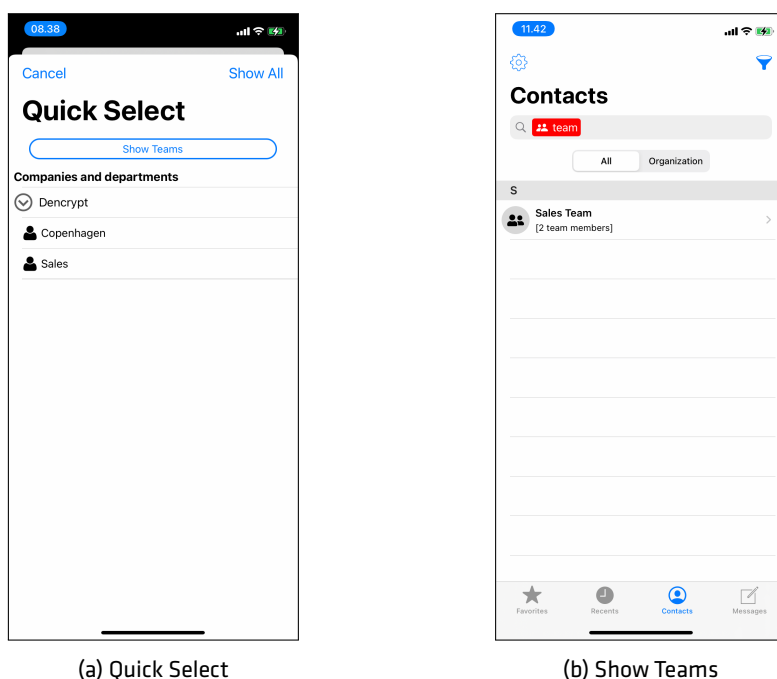 08.38
Cancel Show All
Quick Select
Show Teams
Companies and departments
Dencrypt
Copenhagen
Sales
(a) Quick Select
11.42
Contacts
team
All Organization
S
Sales Team
[2 team members]
Favorites Recents Contacts Messages
(b) Show Teams